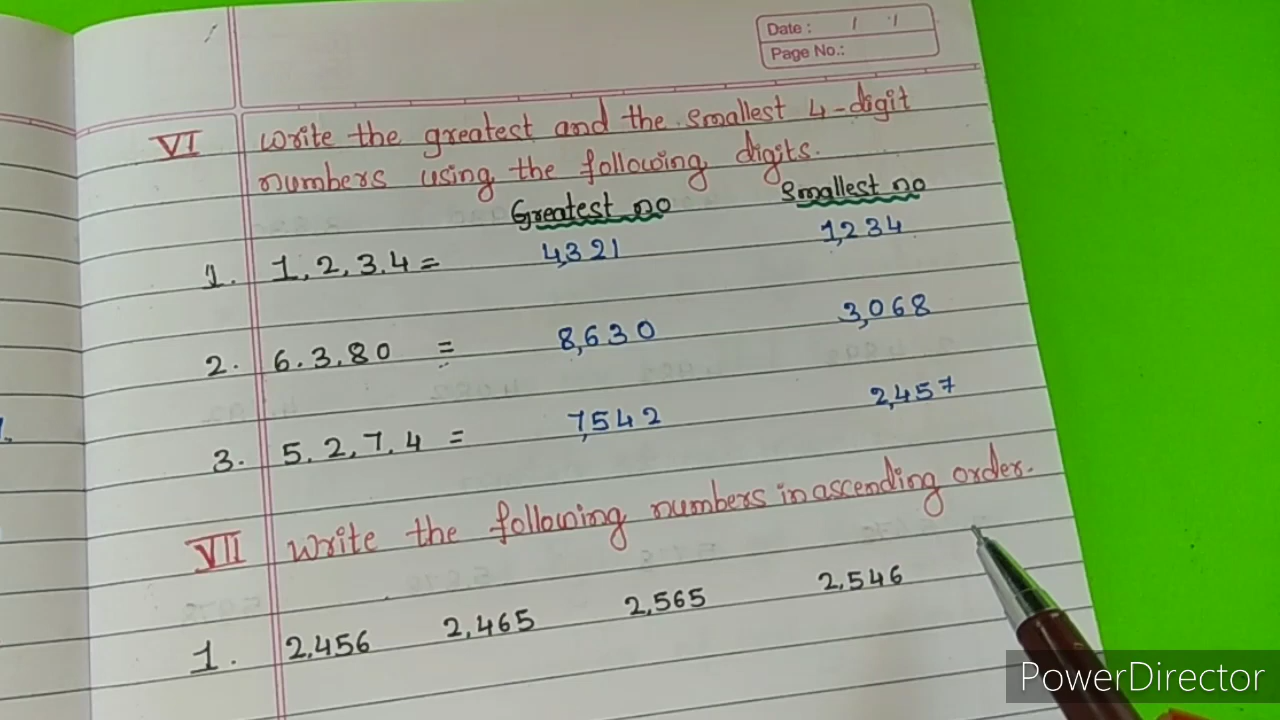 Date : / /
Page No.:
VI Write the greatest and the smallest 4-digit
numbers using the following digits.
Greatest no Smallest no
1. 1, 2, 3, 4 = 4,321 1,234
2. 6. 3. 8 0 = 8,630 3,068
3. 5. 2, 7. 4 = 7,542 2,457
VII Write the following numbers in ascending order.
1. 2,456 2,465 2,565 2,546
PowerDirector